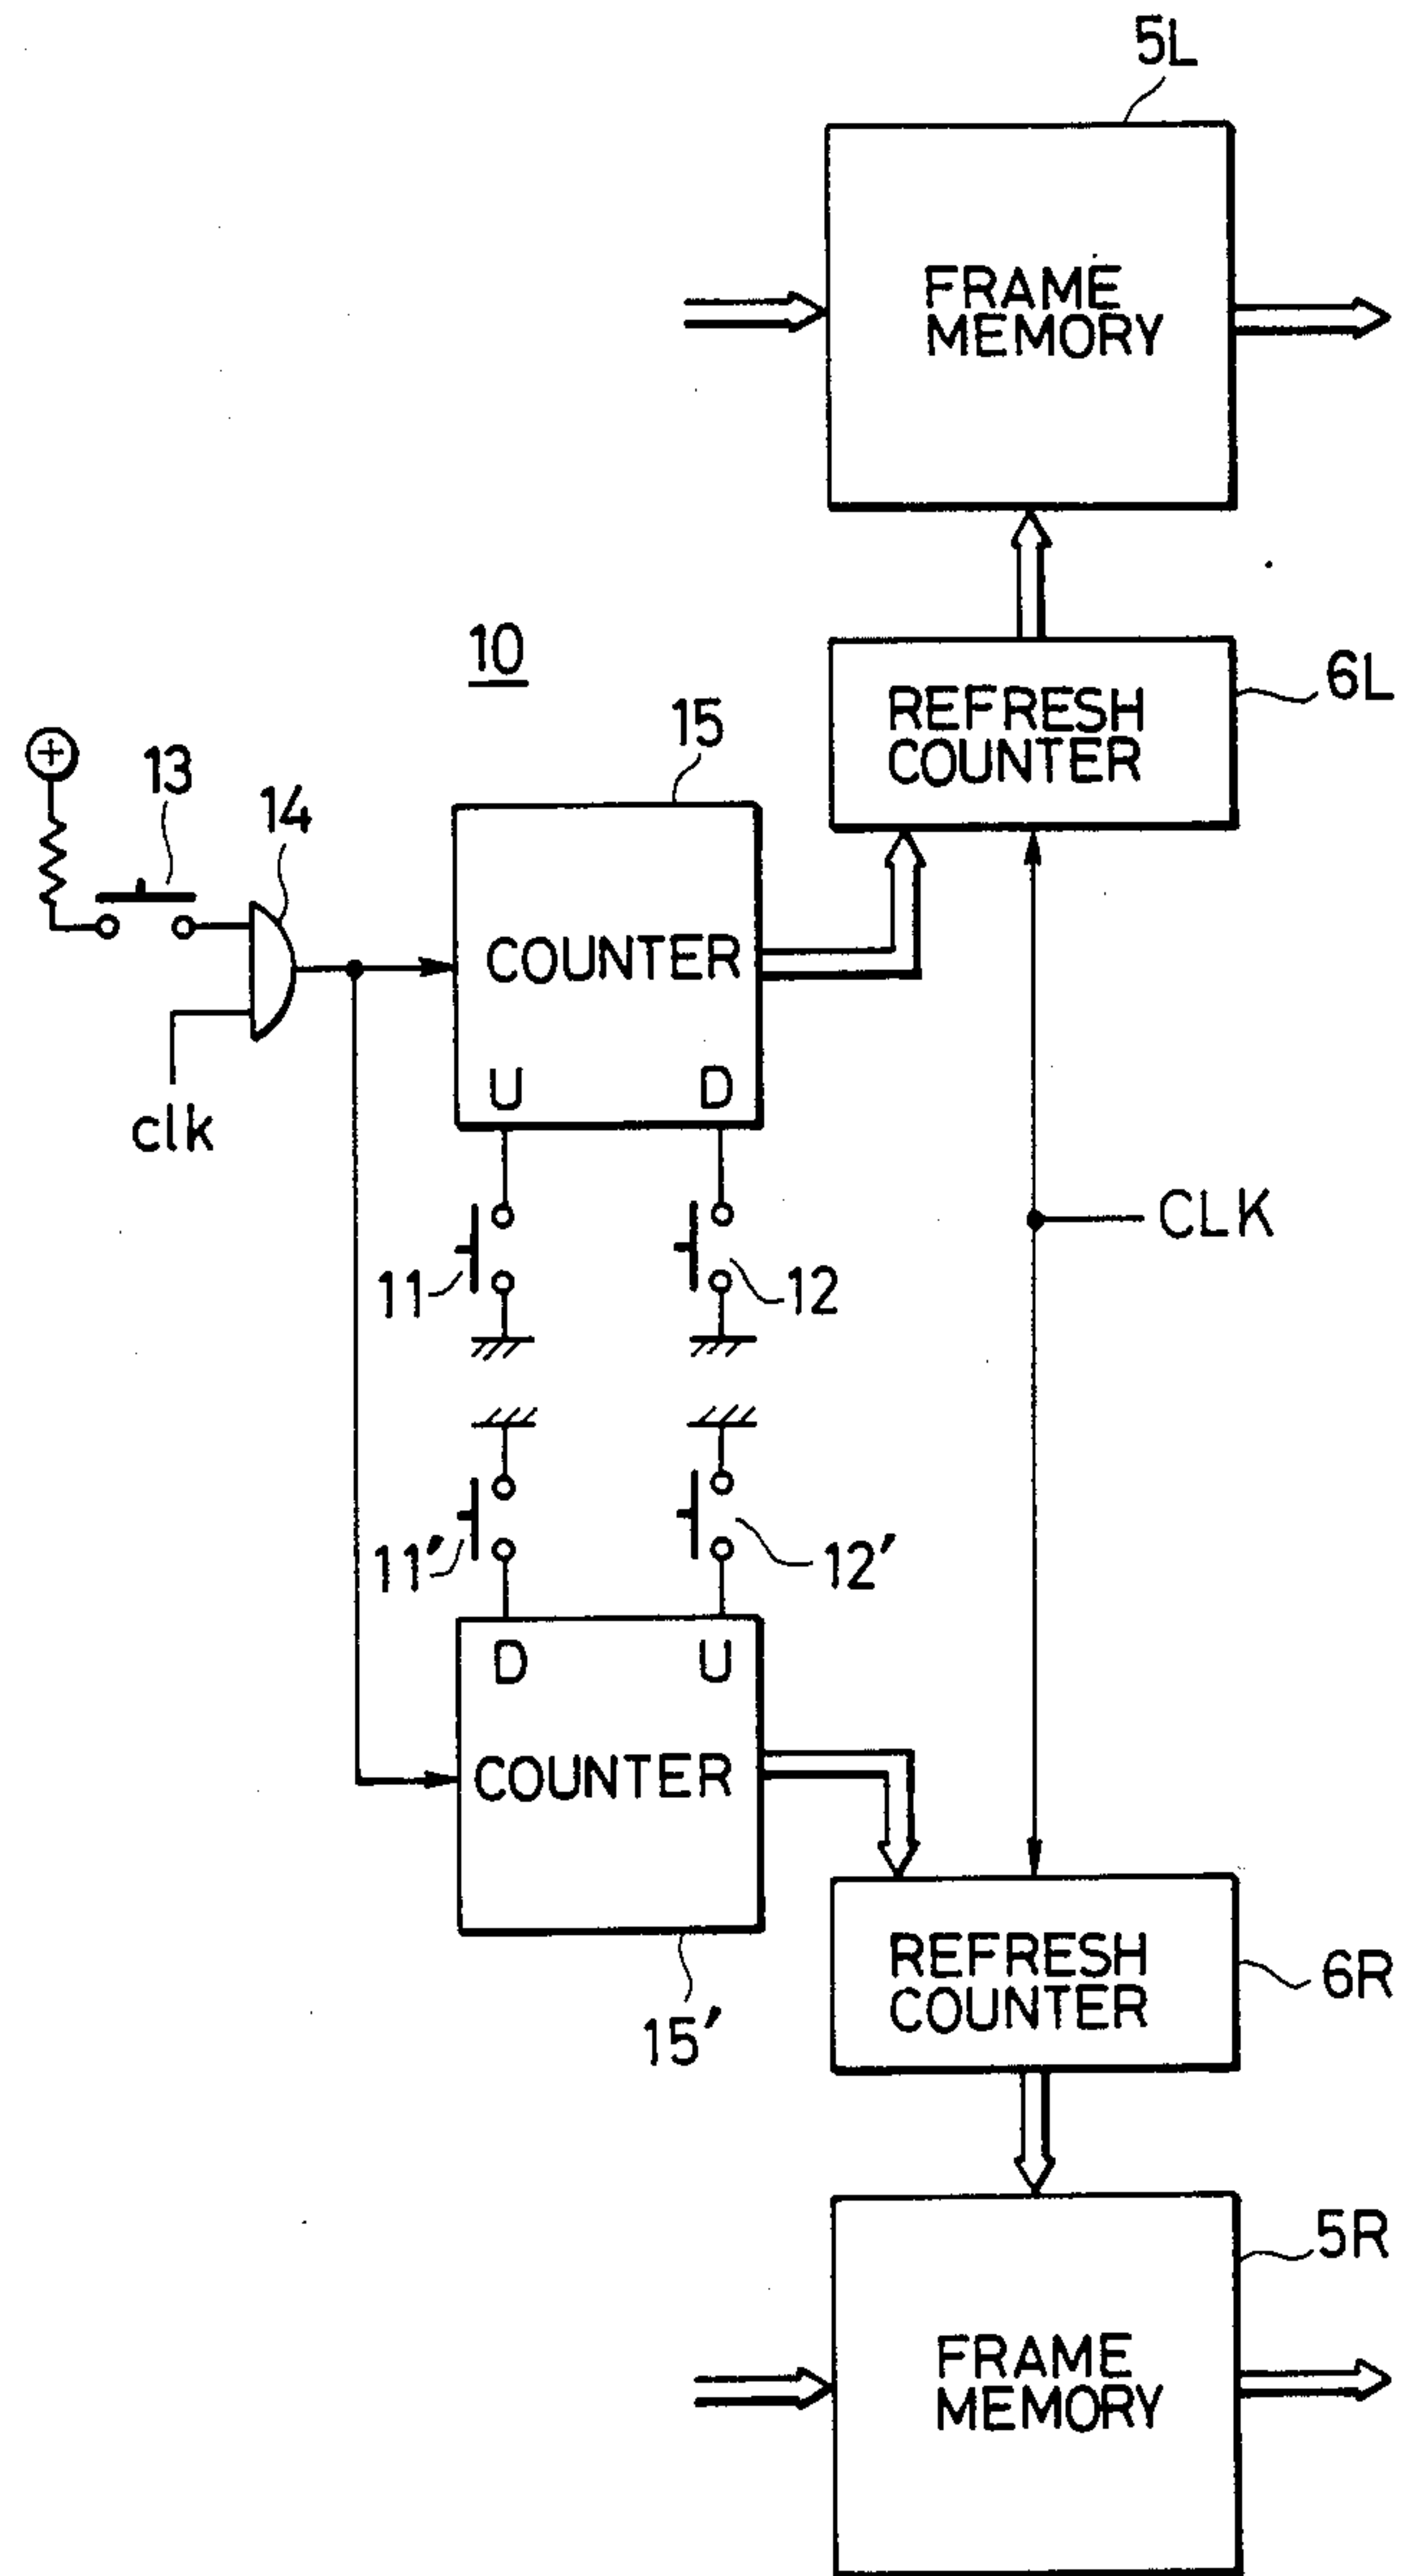 5L
FRAME
MEMORY
10
6L
REFRESH
COUNTER
15
+
13
14
COUNTER
U D
clk
CLK
11
12
11′
12′
D U
COUNTER
REFRESH
COUNTER
6R
15′
5R
FRAME
MEMORY